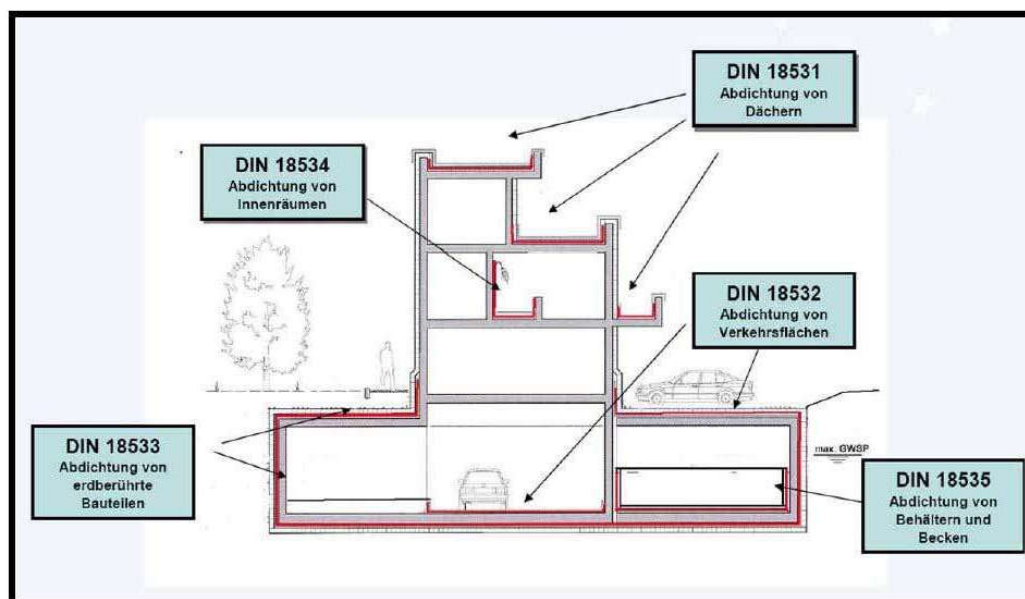 DIN 18531
Abdichtung von
Dächern
DIN 18534
Abdichtung von
Innenräumen
DIN 18532
Abdichtung von
Verkehrsflächen
DIN 18533
Abdichtung von
erdberührte
Bauteilen
max. GWSP
DIN 18535
Abdichtung von
Behältern und
Becken